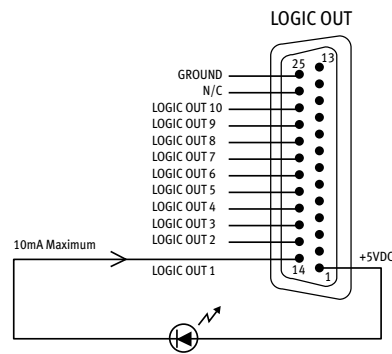 LOGIC OUT
25 13
GROUND
N/C
LOGIC OUT 10
LOGIC OUT 9
LOGIC OUT 8
LOGIC OUT 7
LOGIC OUT 6
LOGIC OUT 5
LOGIC OUT 4
LOGIC OUT 3
LOGIC OUT 2
10mA Maximum
+5VDC
LOGIC OUT 1
14 1